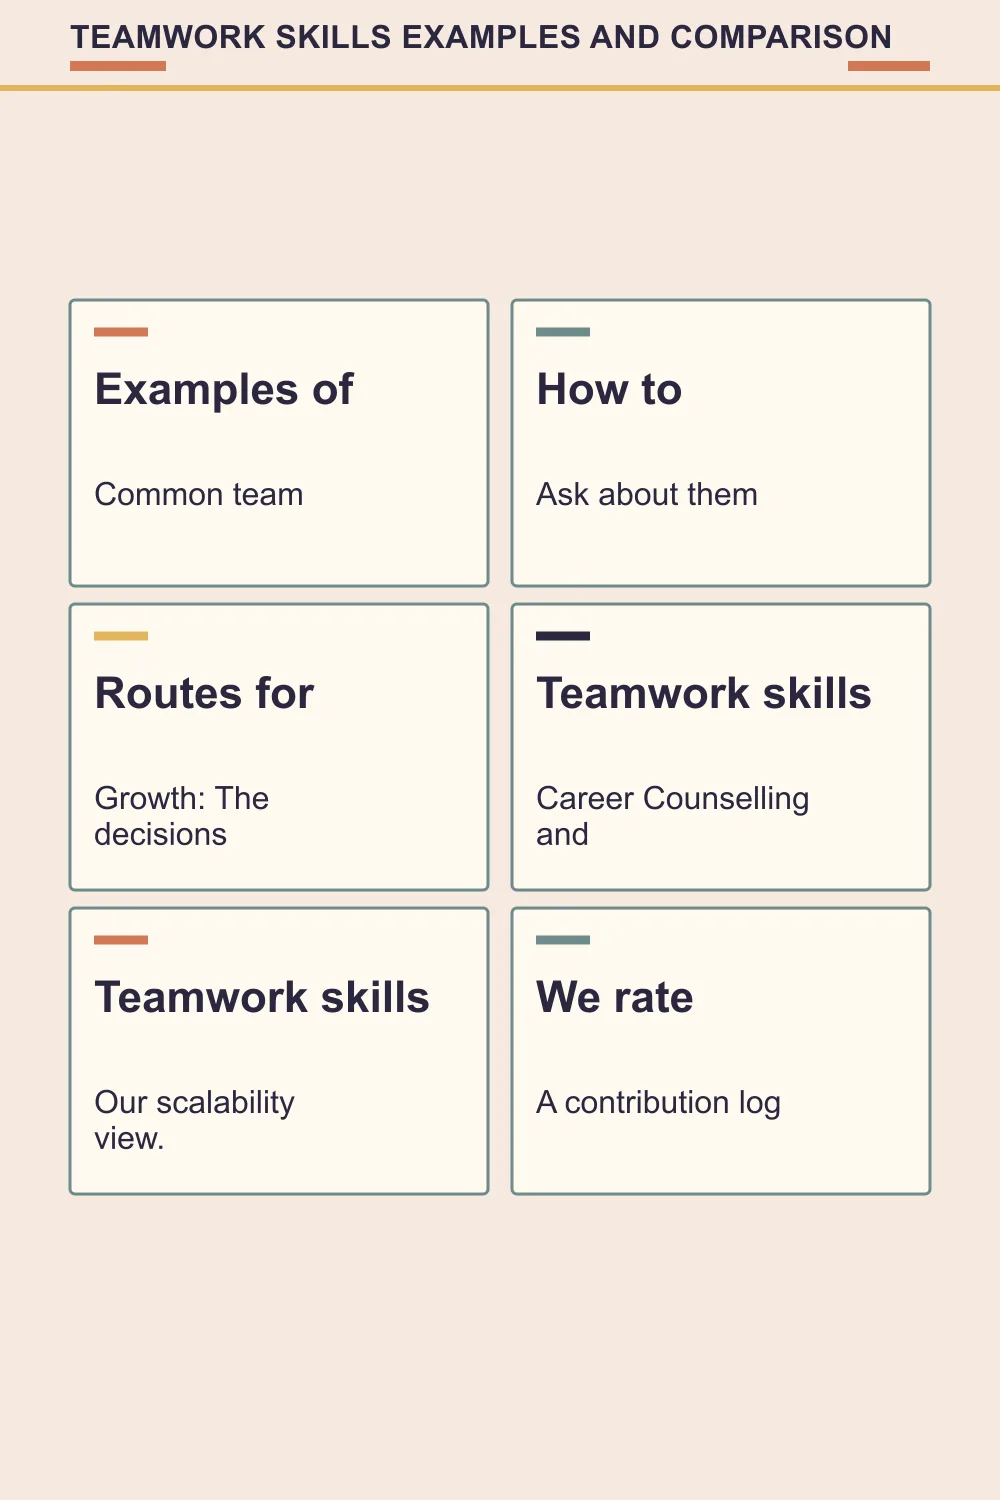 TEAMWORK SKILLS EXAMPLES AND COMPARISON
Examples of
Common team
How to
Ask about them
Routes for
Growth: The
decisions
Teamwork skills
Career Counselling
and
Teamwork skills
Our scalability
view.
We rate
A contribution log